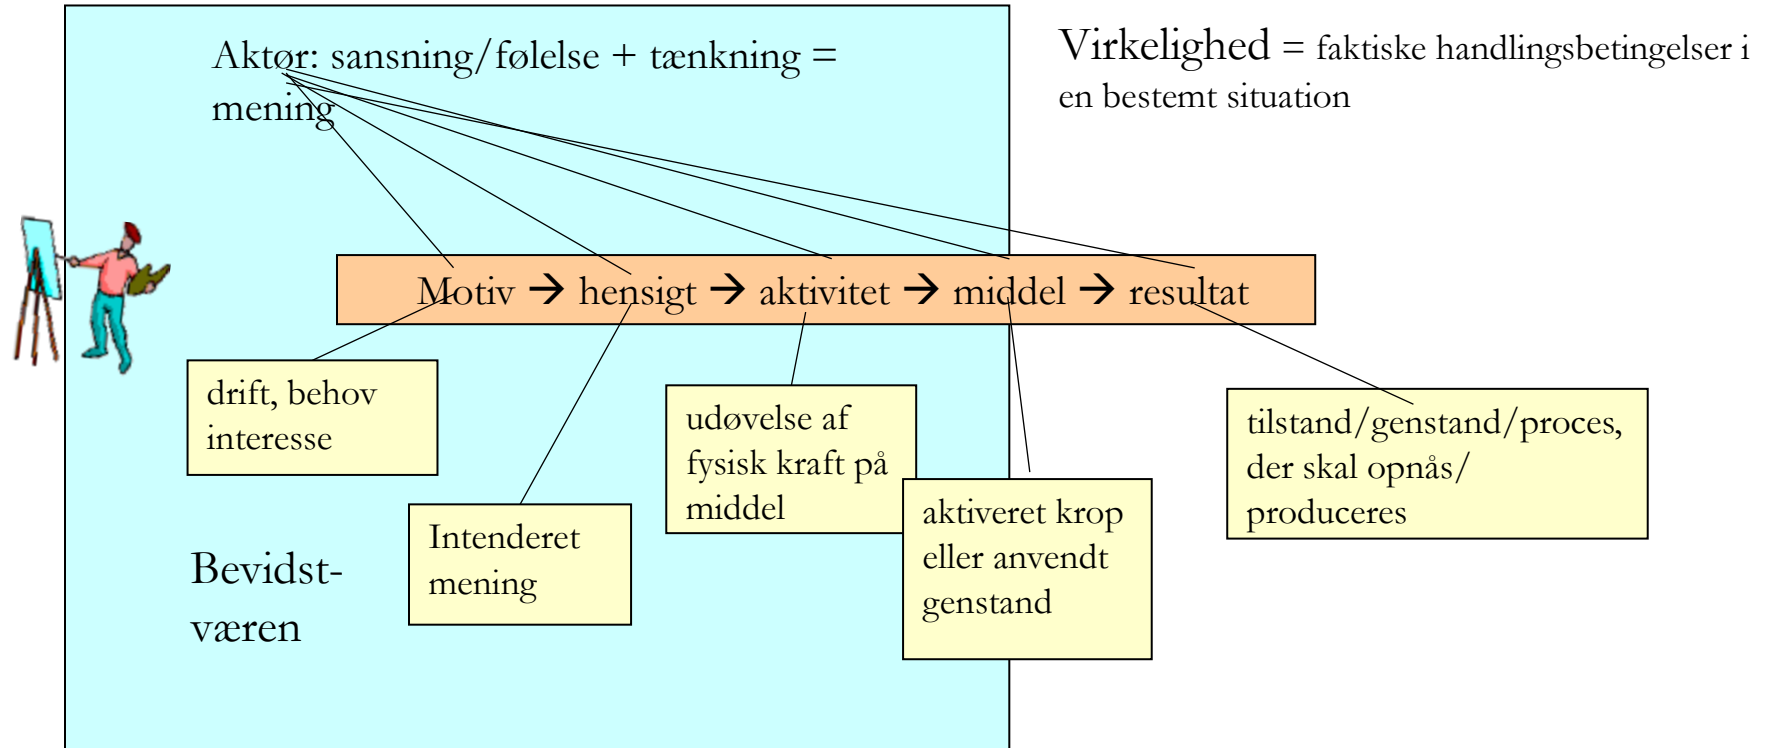 Aktør: sansning/følelse + tænkning =
mening
Virkelighed = faktiske handlingsbetingelser i
en bestemt situation
Motiv → hensigt → aktivitet → middel → resultat
drift, behov
interesse
Intenderet
mening
udøvelse af
fysisk kraft på
middel
aktiveret krop
eller anvendt
genstand
tilstand/genstand/proces,
der skal opnås/
produceres
Bevidst-
væren